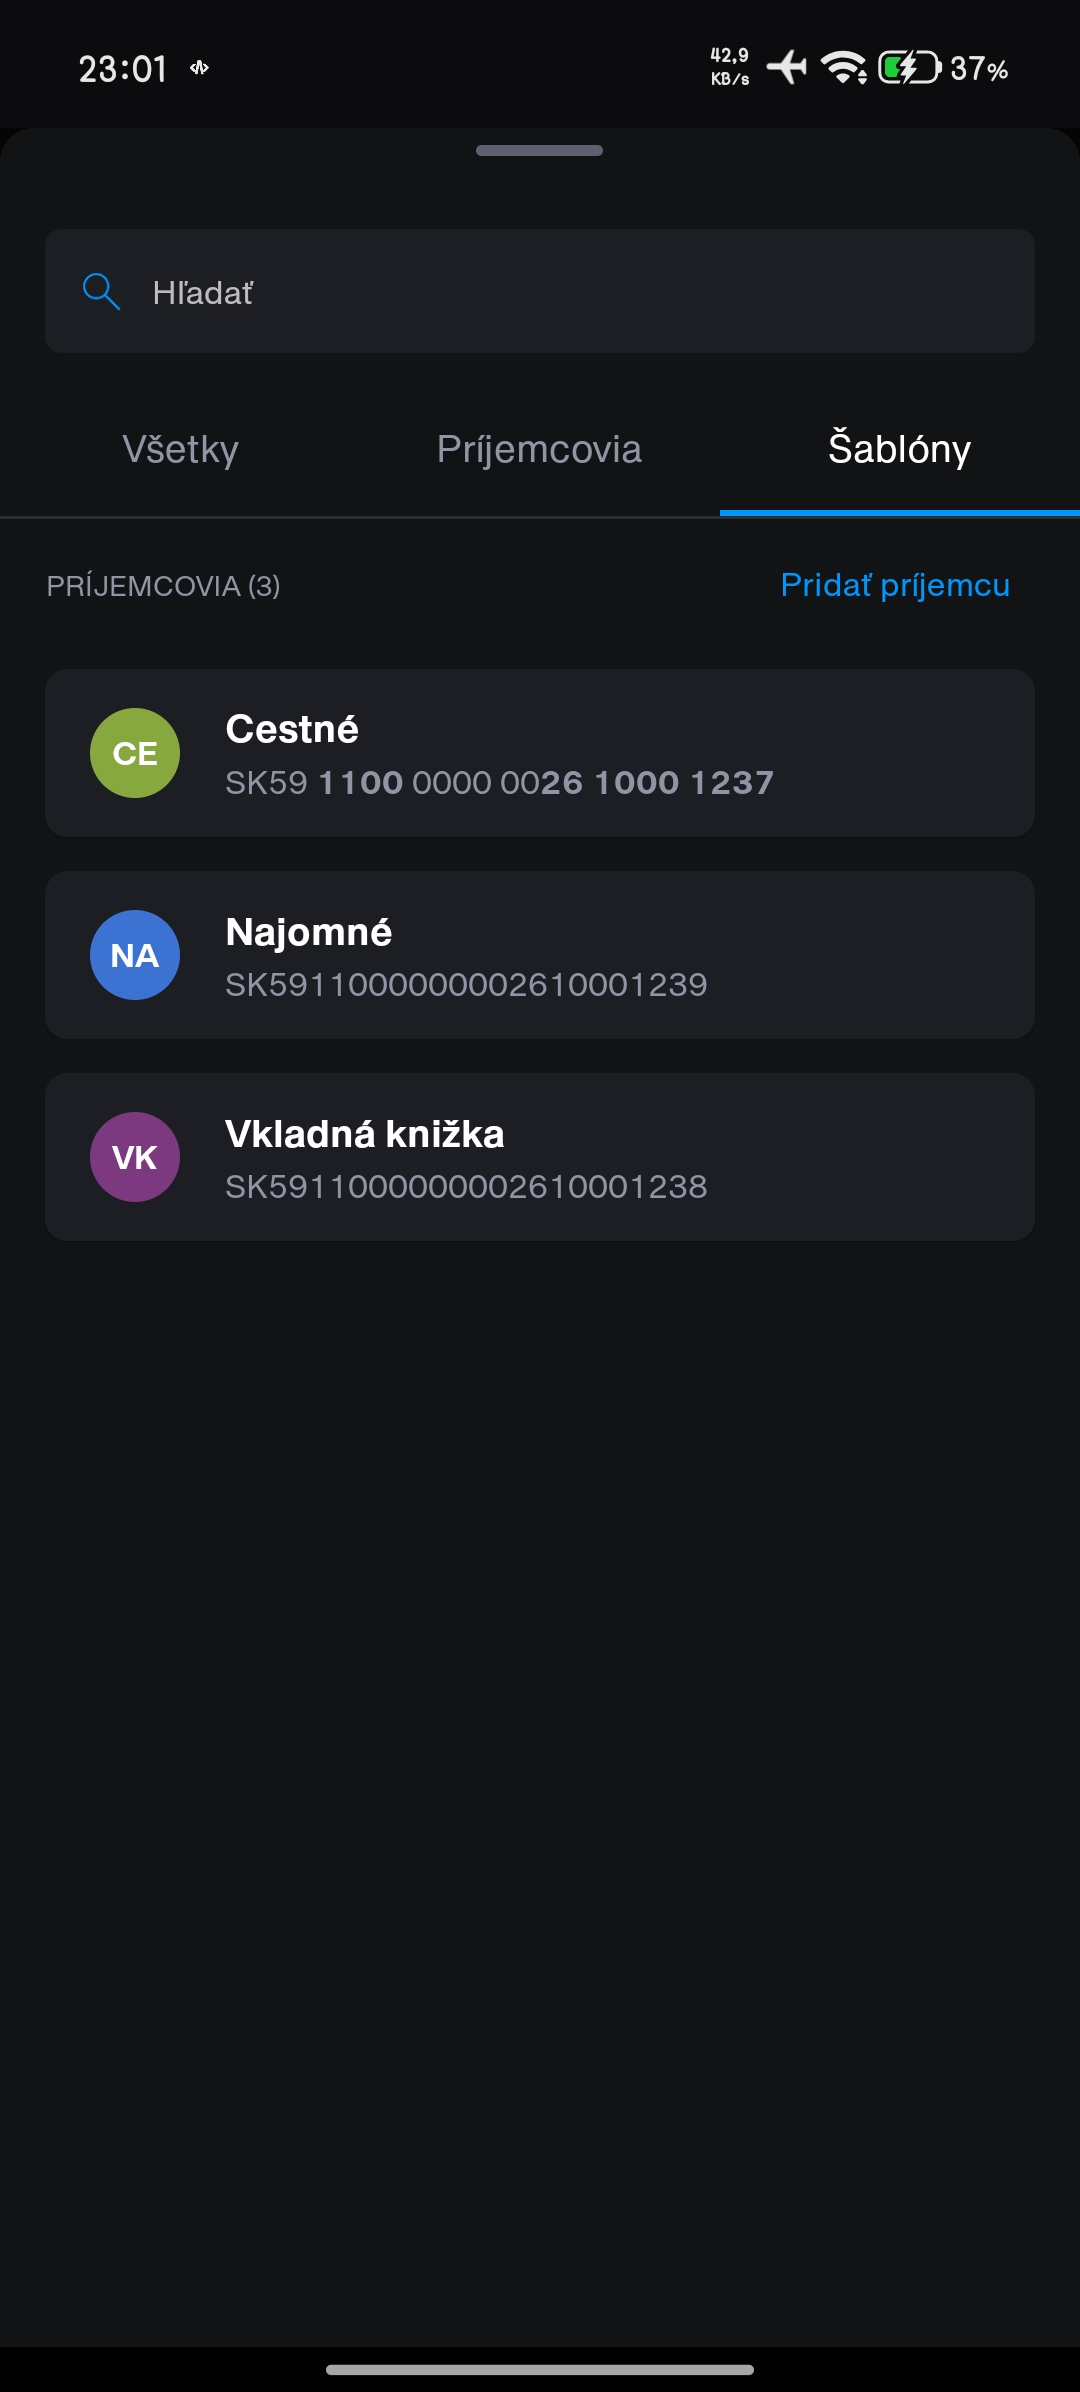 23:01
42,9
KB/s
37%
Hľadať
Všetky Príjemcovia Šablóny
PRÍJEMCOVIA (3) Pridať príjemcu
CE
Cestné
SK59 1100 0000 0026 1000 1237
NA
Najomné
SK5911000000002610001239
VK
Vkladná knižka
SK5911000000002610001238